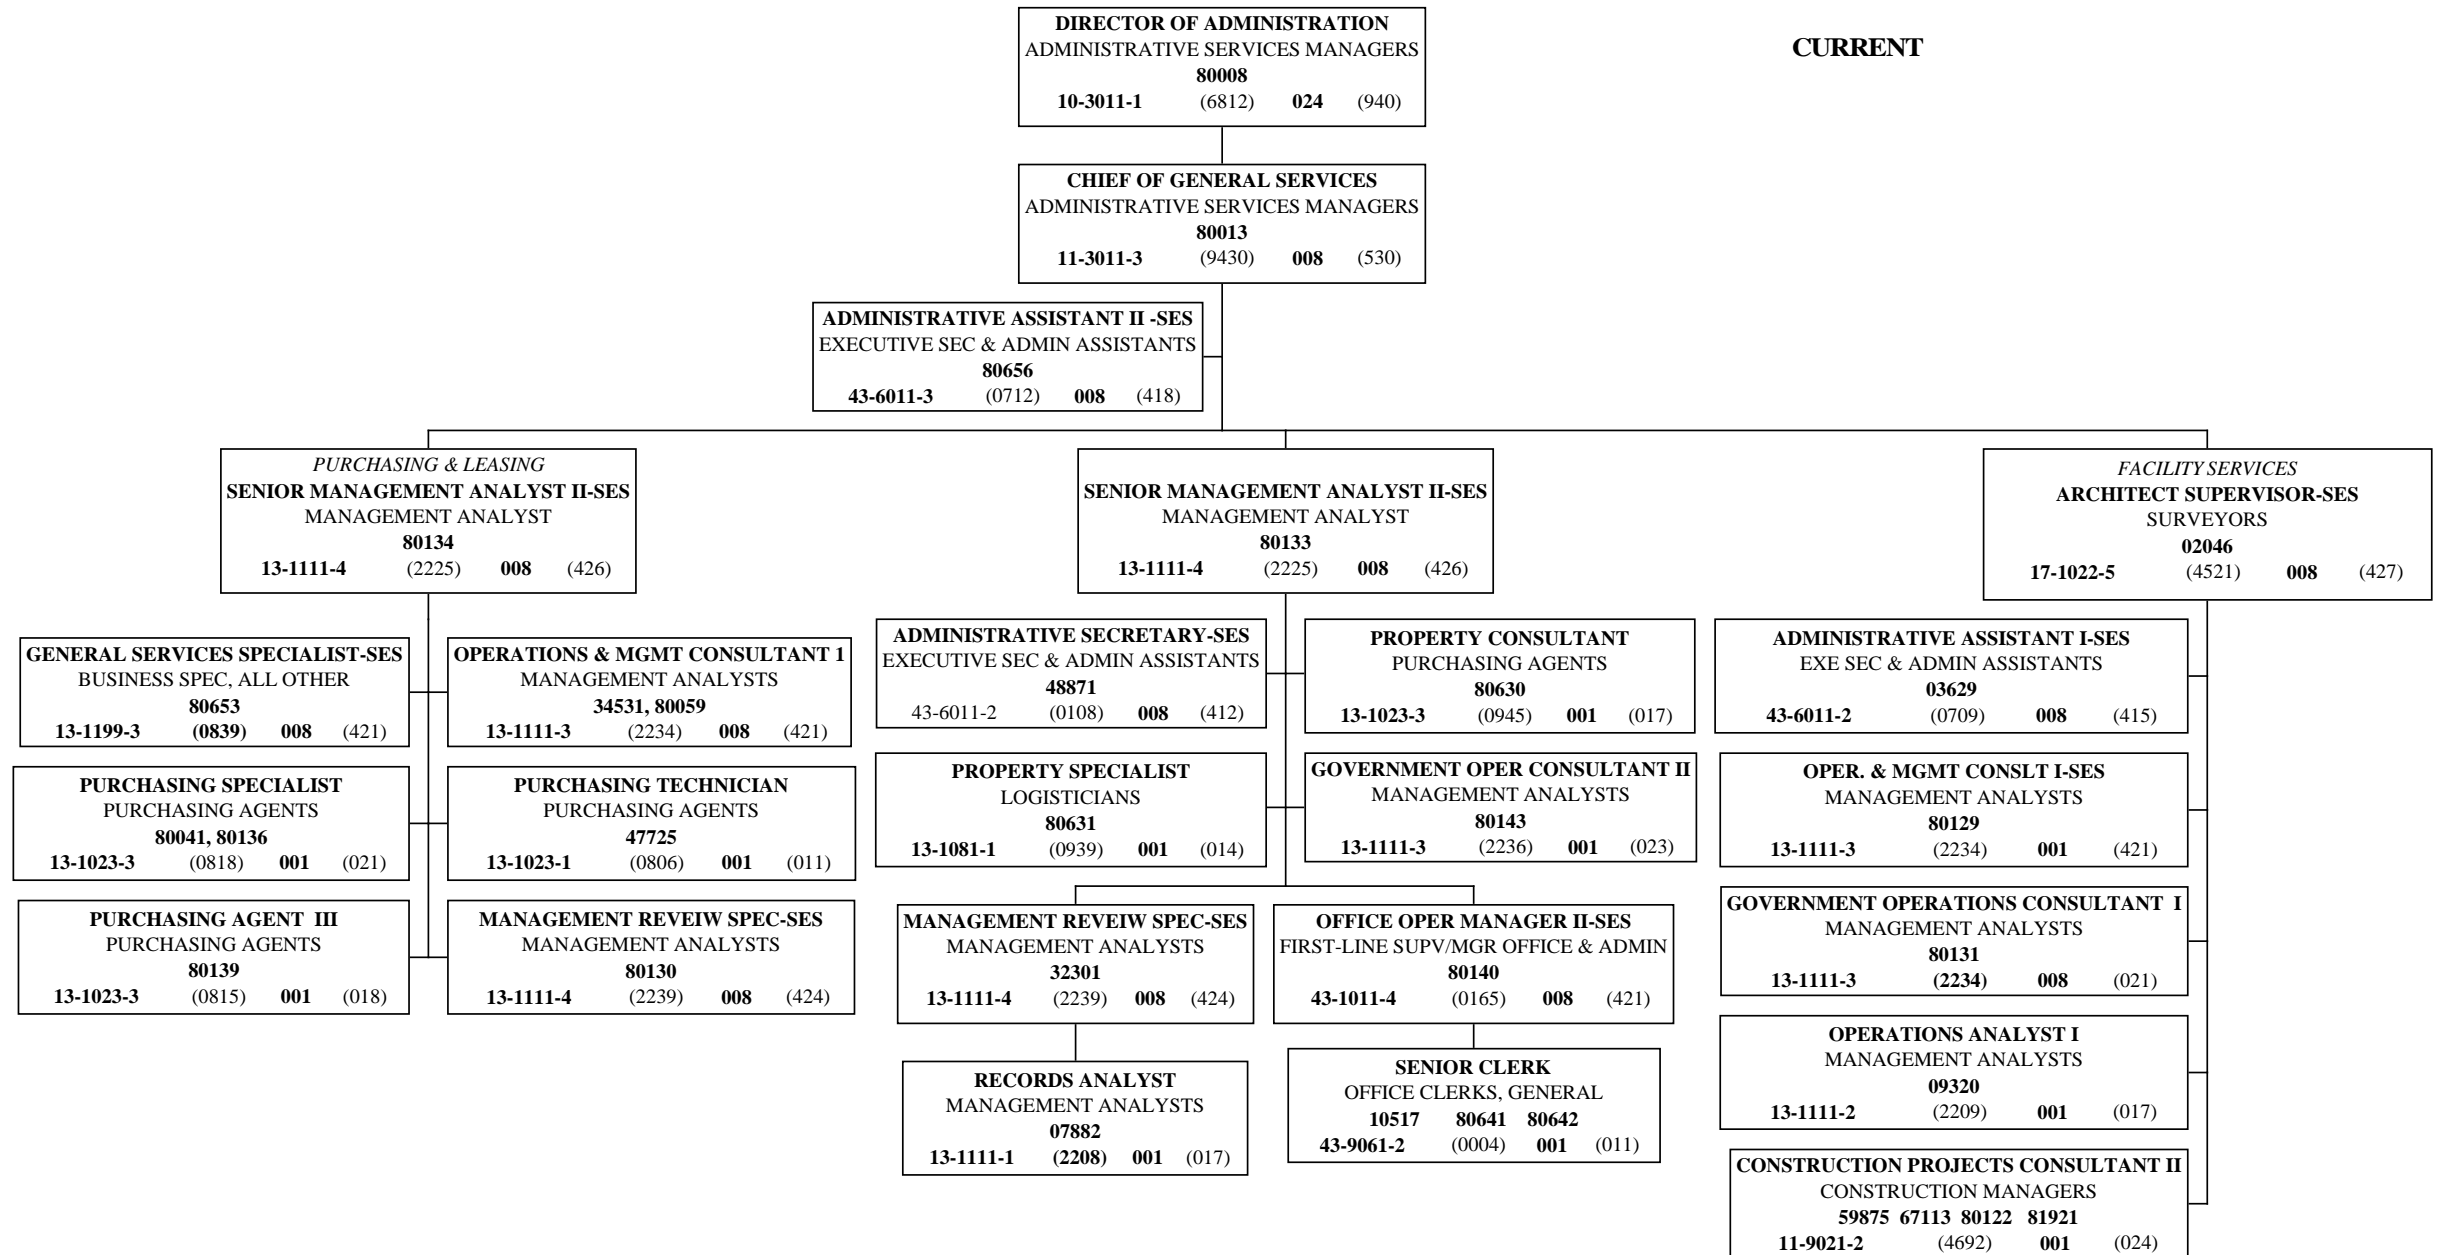 DIRECTOR OF ADMINISTRATION
ADMINISTRATIVE SERVICES MANAGERS
80008
10-3011-1 (6812) 024 (940)
CURRENT
CHIEF OF GENERAL SERVICES
ADMINISTRATIVE SERVICES MANAGERS
80013
11-3011-3 (9430) 008 (530)
ADMINISTRATIVE ASSISTANT II -SES
EXECUTIVE SEC & ADMIN ASSISTANTS
80656
43-6011-3 (0712) 008 (418)
PURCHASING & LEASING
SENIOR MANAGEMENT ANALYST II-SES
MANAGEMENT ANALYST
80134
13-1111-4 (2225) 008 (426)
SENIOR MANAGEMENT ANALYST II-SES
MANAGEMENT ANALYST
80133
13-1111-4 (2225) 008 (426)
FACILITY SERVICES
ARCHITECT SUPERVISOR-SES
SURVEYORS
02046
17-1022-5 (4521) 008 (427)
GENERAL SERVICES SPECIALIST-SES
BUSINESS SPEC, ALL OTHER
80653
13-1199-3 (0839) 008 (421)
OPERATIONS & MGMT CONSULTANT 1
MANAGEMENT ANALYSTS
34531, 80059
13-1111-3 (2234) 008 (421)
PURCHASING SPECIALIST
PURCHASING AGENTS
80041, 80136
13-1023-3 (0818) 001 (021)
PURCHASING TECHNICIAN
PURCHASING AGENTS
47725
13-1023-1 (0806) 001 (011)
PURCHASING AGENT III
PURCHASING AGENTS
80139
13-1023-3 (0815) 001 (018)
MANAGEMENT REVEIW SPEC-SES
MANAGEMENT ANALYSTS
80130
13-1111-4 (2239) 008 (424)
ADMINISTRATIVE SECRETARY-SES
EXECUTIVE SEC & ADMIN ASSISTANTS
48871
43-6011-2 (0108) 008 (412)
PROPERTY CONSULTANT
PURCHASING AGENTS
80630
13-1023-3 (0945) 001 (017)
PROPERTY SPECIALIST
LOGISTICIANS
80631
13-1081-1 (0939) 001 (014)
GOVERNMENT OPER CONSULTANT II
MANAGEMENT ANALYSTS
80143
13-1111-3 (2236) 001 (023)
MANAGEMENT REVEIW SPEC-SES
MANAGEMENT ANALYSTS
32301
13-1111-4 (2239) 008 (424)
OFFICE OPER MANAGER II-SES
FIRST-LINE SUPV/MGR OFFICE & ADMIN
80140
43-1011-4 (0165) 008 (421)
RECORDS ANALYST
MANAGEMENT ANALYSTS
07882
13-1111-1 (2208) 001 (017)
SENIOR CLERK
OFFICE CLERKS, GENERAL
10517 80641 80642
43-9061-2 (0004) 001 (011)
ADMINISTRATIVE ASSISTANT I-SES
EXE SEC & ADMIN ASSISTANTS
03629
43-6011-2 (0709) 008 (415)
OPER. & MGMT CONSLT I-SES
MANAGEMENT ANALYSTS
80129
13-1111-3 (2234) 001 (421)
GOVERNMENT OPERATIONS CONSULTANT I
MANAGEMENT ANALYSTS
80131
13-1111-3 (2234) 008 (021)
OPERATIONS ANALYST I
MANAGEMENT ANALYSTS
09320
13-1111-2 (2209) 001 (017)
CONSTRUCTION PROJECTS CONSULTANT II
CONSTRUCTION MANAGERS
59875 67113 80122 81921
11-9021-2 (4692) 001 (024)